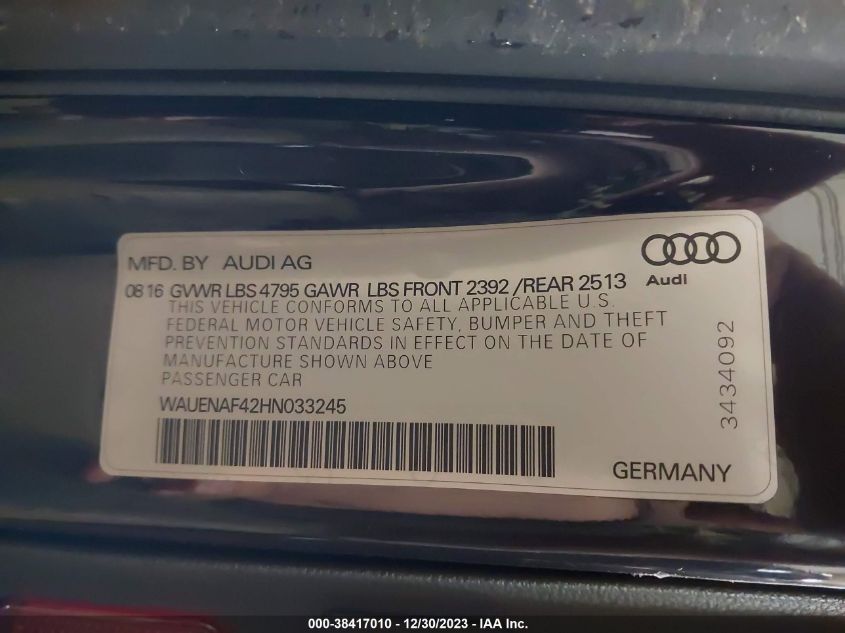 MFD. BY AUDI AG
Audi
08 16 GVWR LBS 4795 GAWR LBS FRONT 2392 /REAR 2513
THIS VEHICLE CONFORMS TO ALL APPLICABLE U.S.
FEDERAL MOTOR VEHICLE SAFETY, BUMPER AND THEFT
PREVENTION STANDARDS IN EFFECT ON THE DATE OF
MANUFACTURE SHOWN ABOVE
PASSENGER CAR
WAUENAF42HN033245
3434092
GERMANY
000-38417010 - 12/30/2023 - IAA Inc.